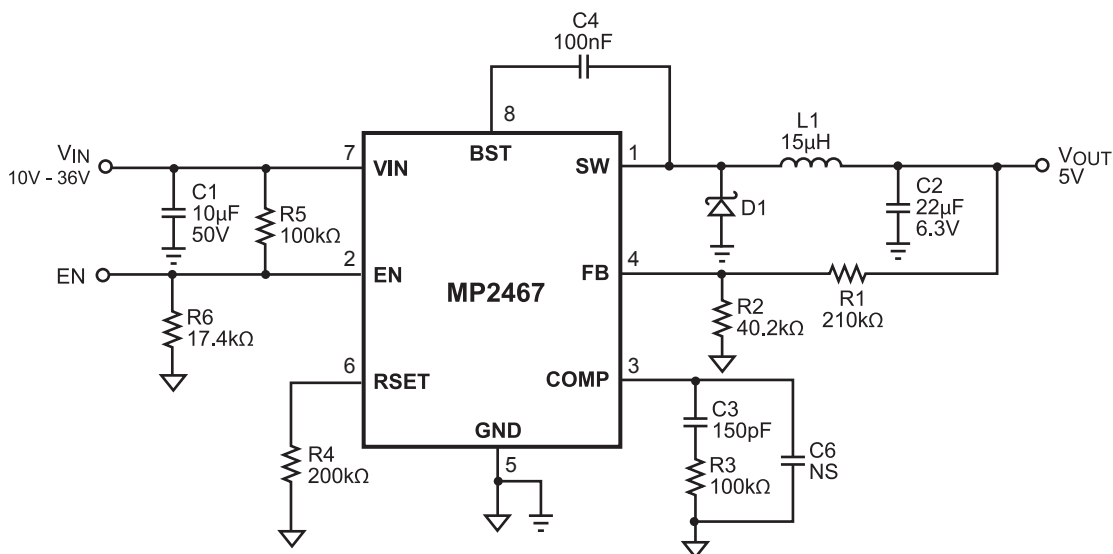 C4
100nF
8
BST
L1
15µH
VIN
10V - 36V
7
VIN
SW
1
VOUT
5V
C1
10µF
50V
R5
100kΩ
D1
C2
22µF
6.3V
EN
2
EN
MP2467
FB
4
R1
210kΩ
R2
40.2kΩ
R6
17.4kΩ
6
RSET
COMP
3
GND
5
R4
200kΩ
C3
150pF
R3
100kΩ
C6
NS